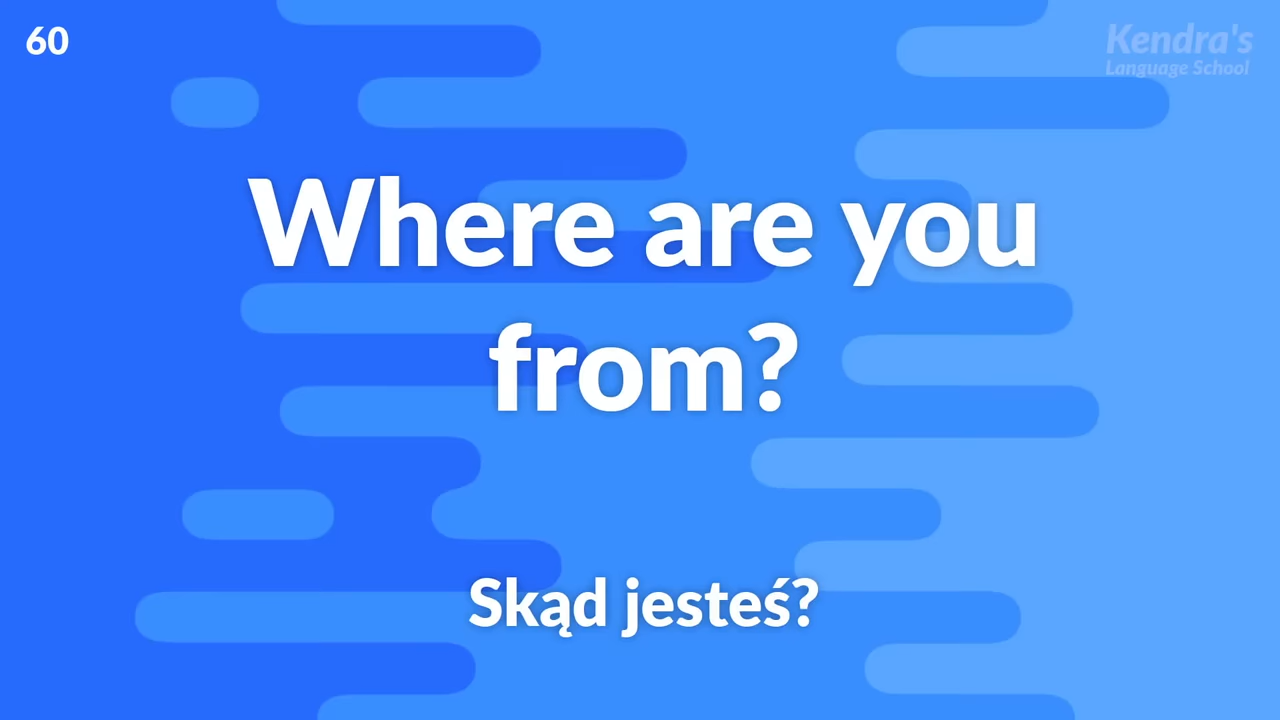 60
Kendra's
Language School
Where are you
from?
Skąd jesteś?